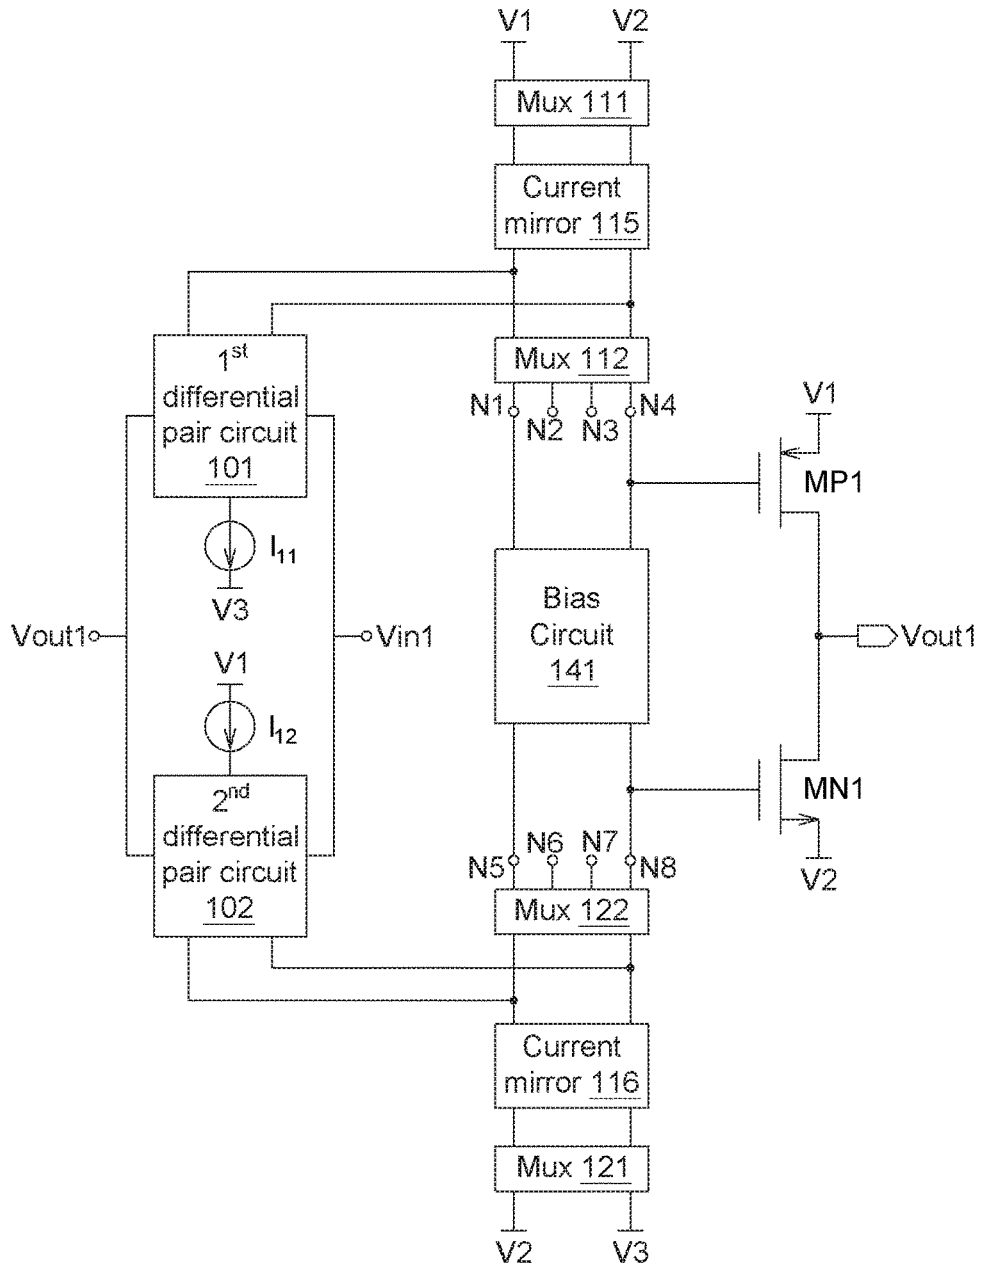 V1
V2
Mux 111
Current
mirror 115
1st
differential
pair circuit
101
Mux 112
N1
N2
N3
N4
V1
MP1
I11
V3
Bias
Circuit
141
Vout1
Vin1
Vout1
V1
I12
2nd
differential
pair circuit
102
MN1
V2
N5
N6
N7
N8
Mux 122
Current
mirror 116
Mux 121
V2
V3